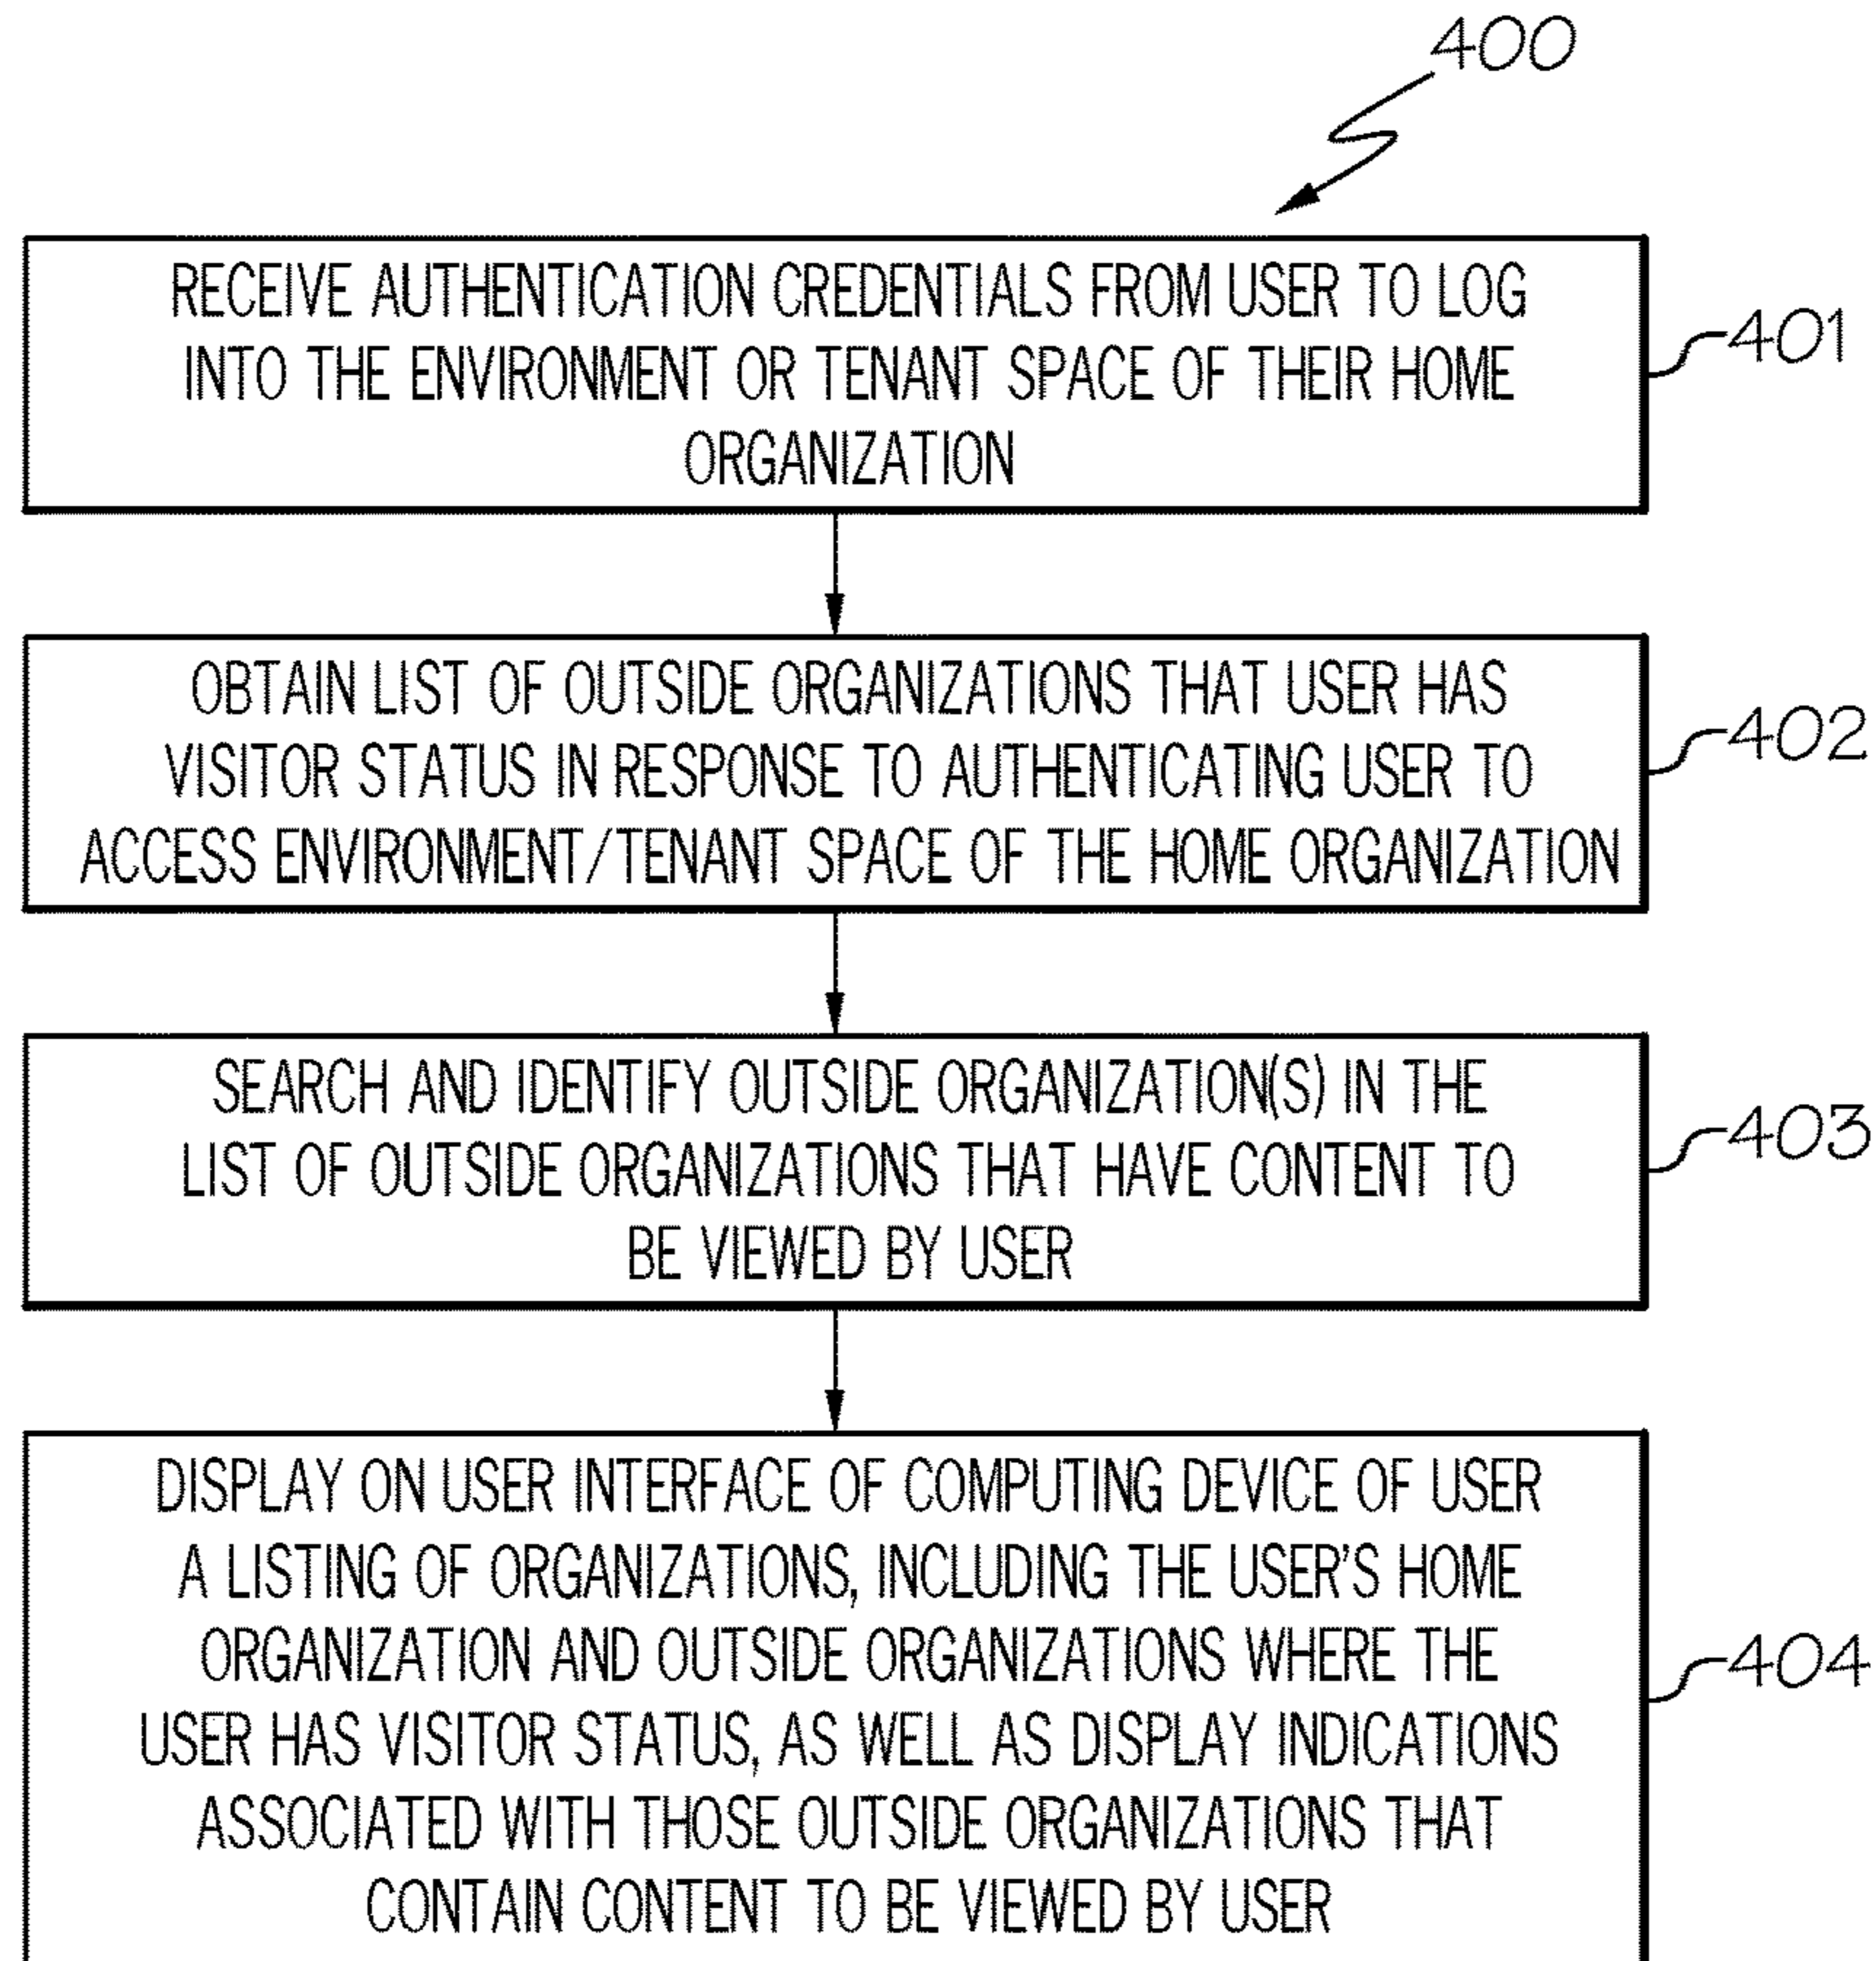 400
RECEIVE AUTHENTICATION CREDENTIALS FROM USER TO LOG
INTO THE ENVIRONMENT OR TENANT SPACE OF THEIR HOME
ORGANIZATION
401
OBTAIN LIST OF OUTSIDE ORGANIZATIONS THAT USER HAS
VISITOR STATUS IN RESPONSE TO AUTHENTICATING USER TO
ACCESS ENVIRONMENT/TENANT SPACE OF THE HOME ORGANIZATION
402
SEARCH AND IDENTIFY OUTSIDE ORGANIZATION(S) IN THE
LIST OF OUTSIDE ORGANIZATIONS THAT HAVE CONTENT TO
BE VIEWED BY USER
403
DISPLAY ON USER INTERFACE OF COMPUTING DEVICE OF USER
A LISTING OF ORGANIZATIONS, INCLUDING THE USER'S HOME
ORGANIZATION AND OUTSIDE ORGANIZATIONS WHERE THE
USER HAS VISITOR STATUS, AS WELL AS DISPLAY INDICATIONS
ASSOCIATED WITH THOSE OUTSIDE ORGANIZATIONS THAT
CONTAIN CONTENT TO BE VIEWED BY USER
404